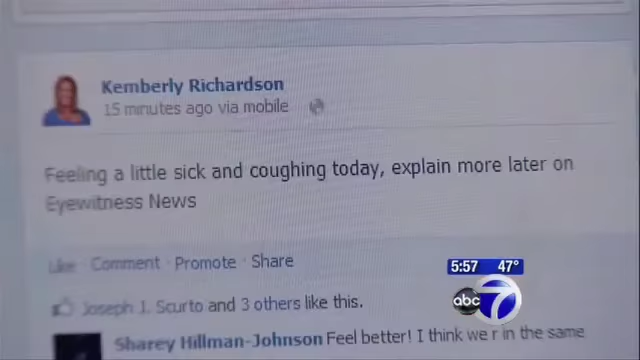 Kemberly Richardson
15 minutes ago via mobile
Feeling a little sick and coughing today, explain more later on
Eyewitness News
Like · Comment · Promote · Share
Joseph J. Scurto and 3 others like this.
5:57 47°
abc 7
Sharey Hillman-Johnson Feel better! I think we r in the same